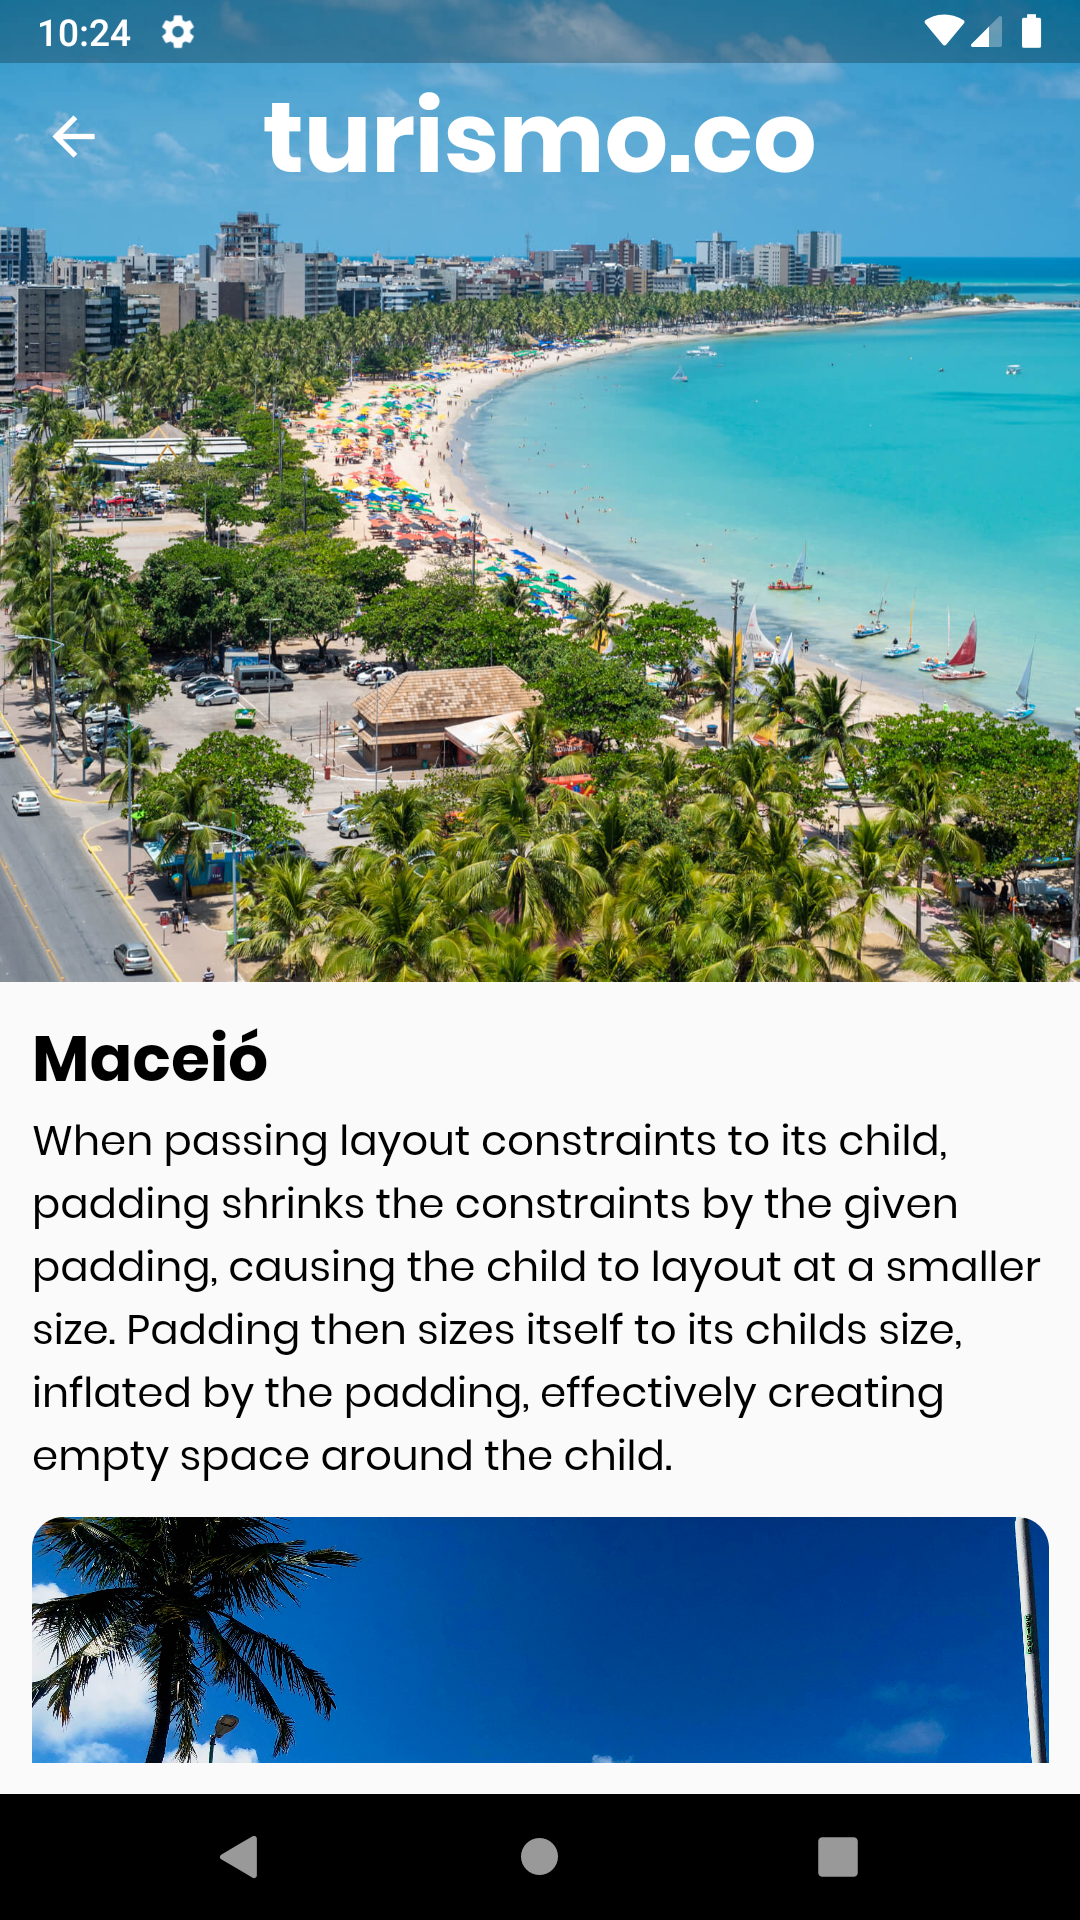 10:24
turismo.co
Maceió
When passing layout constraints to its child,
padding shrinks the constraints by the given
padding, causing the child to layout at a smaller
size. Padding then sizes itself to its childs size,
inflated by the padding, effectively creating
empty space around the child.